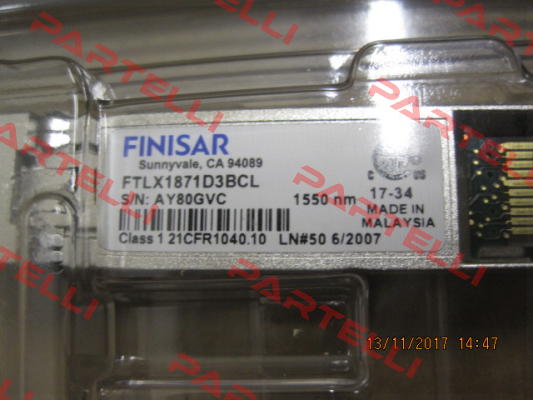 FINISAR
Sunnyvale, CA 94089
FTLX1871D3BCL
S/N: AY80GVC 1550 nm 17-34
MADE IN
MALAYSIA
Class 1 21CFR1040.10 LN#50 6/2007
13/11/2017 14:47
PARTELLI
PARTELLI
PARTELLI
PARTELLI
PARTELLI
PARTELLI